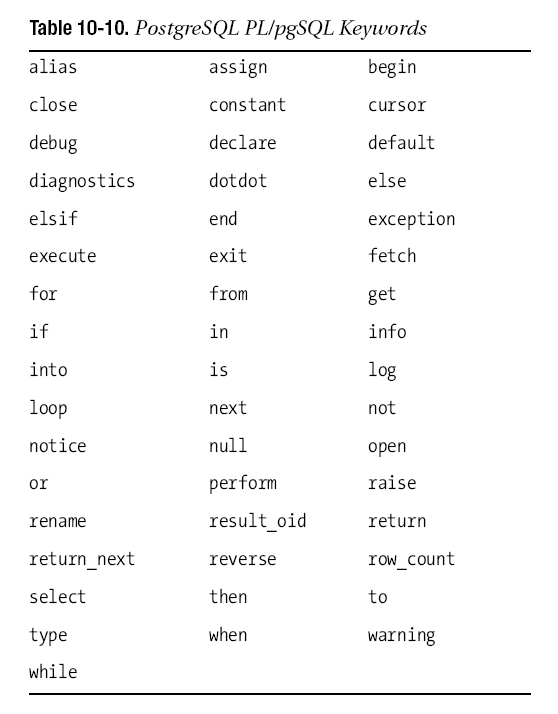 Table 10-10. PostgreSQL PL/pgSQL Keywords
alias assign begin
close constant cursor
debug declare default
diagnostics dotdot else
elsif end exception
execute exit fetch
for from get
if in info
into is log
loop next not
notice null open
or perform raise
rename result_oid return
return_next reverse row_count
select then to
type when warning
while